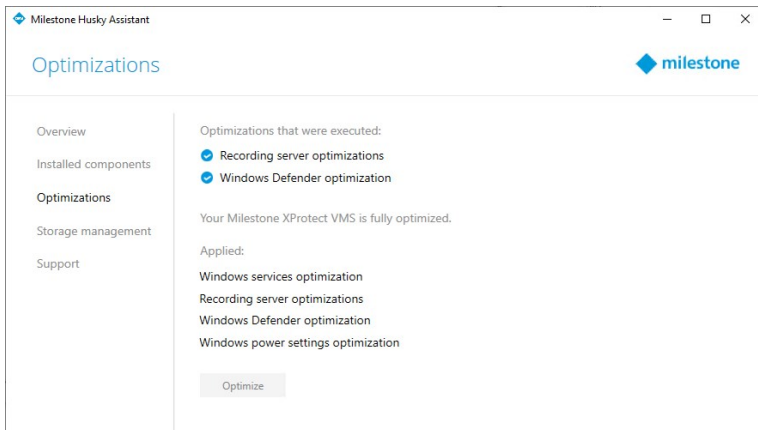 Milestone Husky Assistant
Optimizations
milestone
Overview
Installed components
Optimizations
Storage management
Support
Optimizations that were executed:
Recording server optimizations
Windows Defender optimization
Your Milestone XProtect VMS is fully optimized.
Applied:
Windows services optimization
Recording server optimizations
Windows Defender optimization
Windows power settings optimization
Optimize